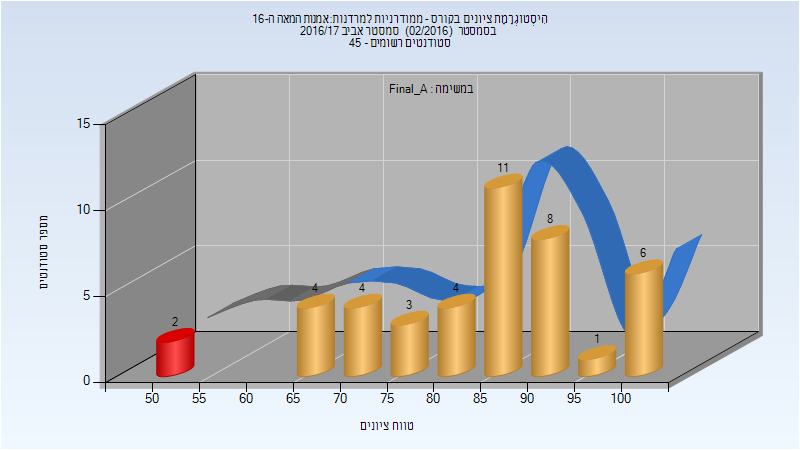 היסטוגרמת ציונים בקורס - ממודרניות למרדנות:אמנות המאה ה-16
בסמסטר (02/2016) סמסטר אביב 2016/17
סטודנטים רשומים - 45
במשימה : Final_A
מספר סטודנטים
15
10
5
0
2
4
4
3
4
11
8
1
6
50 55 60 65 70 75 80 85 90 95 100
טווח ציונים